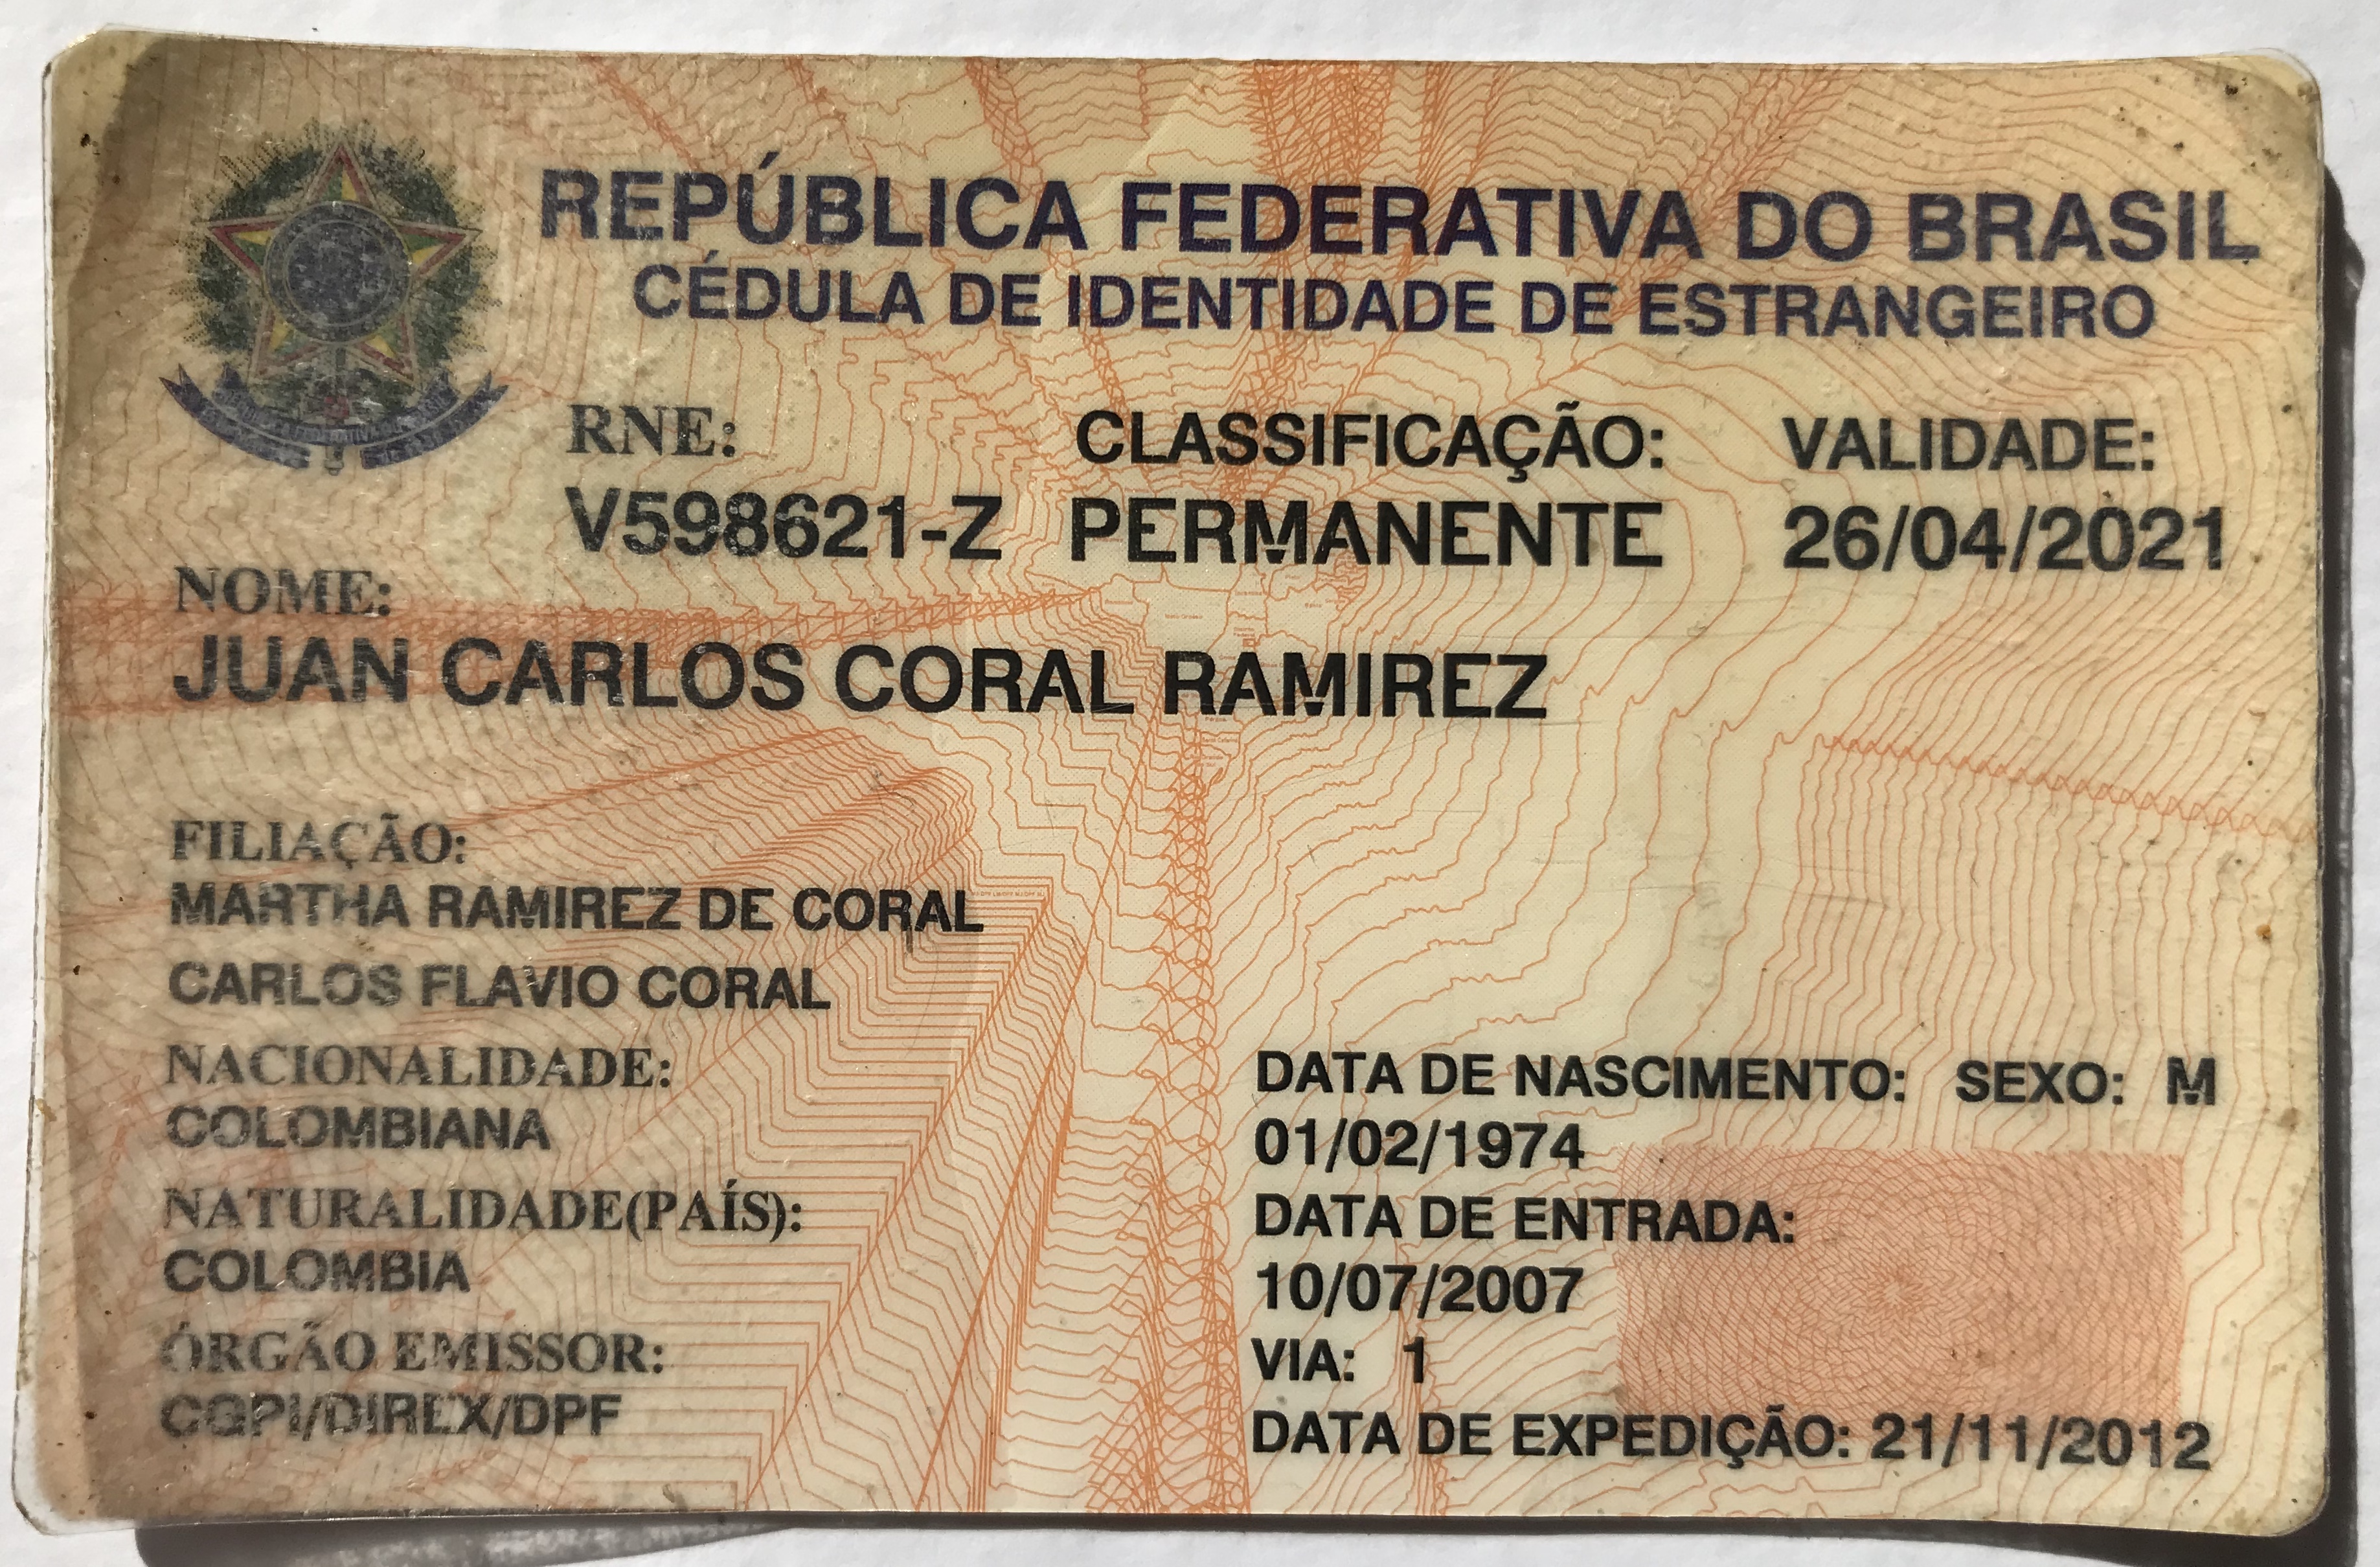 REPÚBLICA FEDERATIVA DO BRASIL
CÉDULA DE IDENTIDADE DE ESTRANGEIRO
RNE: CLASSIFICAÇÃO: VALIDADE:
V598621-Z PERMANENTE 26/04/2021
NOME:
JUAN CARLOS CORAL RAMIREZ
FILIAÇÃO:
MARTHA RAMIREZ DE CORAL
CARLOS FLAVIO CORAL
NACIONALIDADE:
COLOMBIANA
NATURALIDADE(PAÍS):
COLOMBIA
ÓRGÃO EMISSOR:
CGPI/DIREX/DPF
DATA DE NASCIMENTO: SEXO: M
01/02/1974
DATA DE ENTRADA:
10/07/2007
VIA: 1
DATA DE EXPEDIÇÃO: 21/11/2012